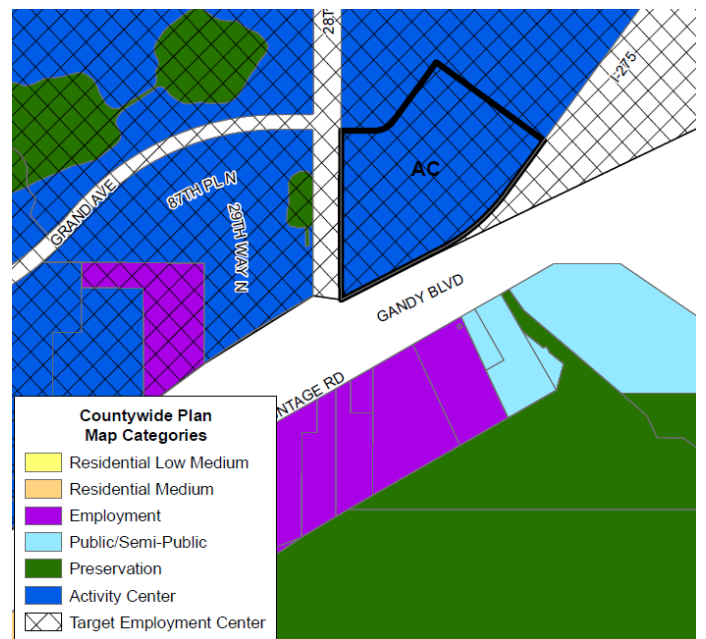 28T
I-275
AC
87TH PL N
GRAND AVE
29TH WAY N
GANDY BLVD
NTAGE RD
Countywide Plan
Map Categories
Residential Low Medium
Residential Medium
Employment
Public/Semi-Public
Preservation
Activity Center
Target Employment Center